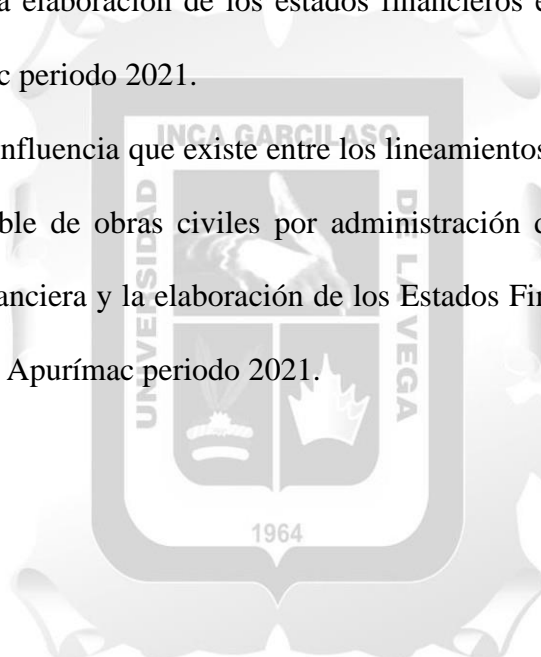 a elaboración de los estados financieros e
c periodo 2021.
INCA GARCILASO
nfluencia que existe entre los lineamientos
ble de obras civiles por administración d
anciera y la elaboración de los Estados Fin
Apurímac periodo 2021.
UNIVERSIDAD
DE LA VEGA
1964